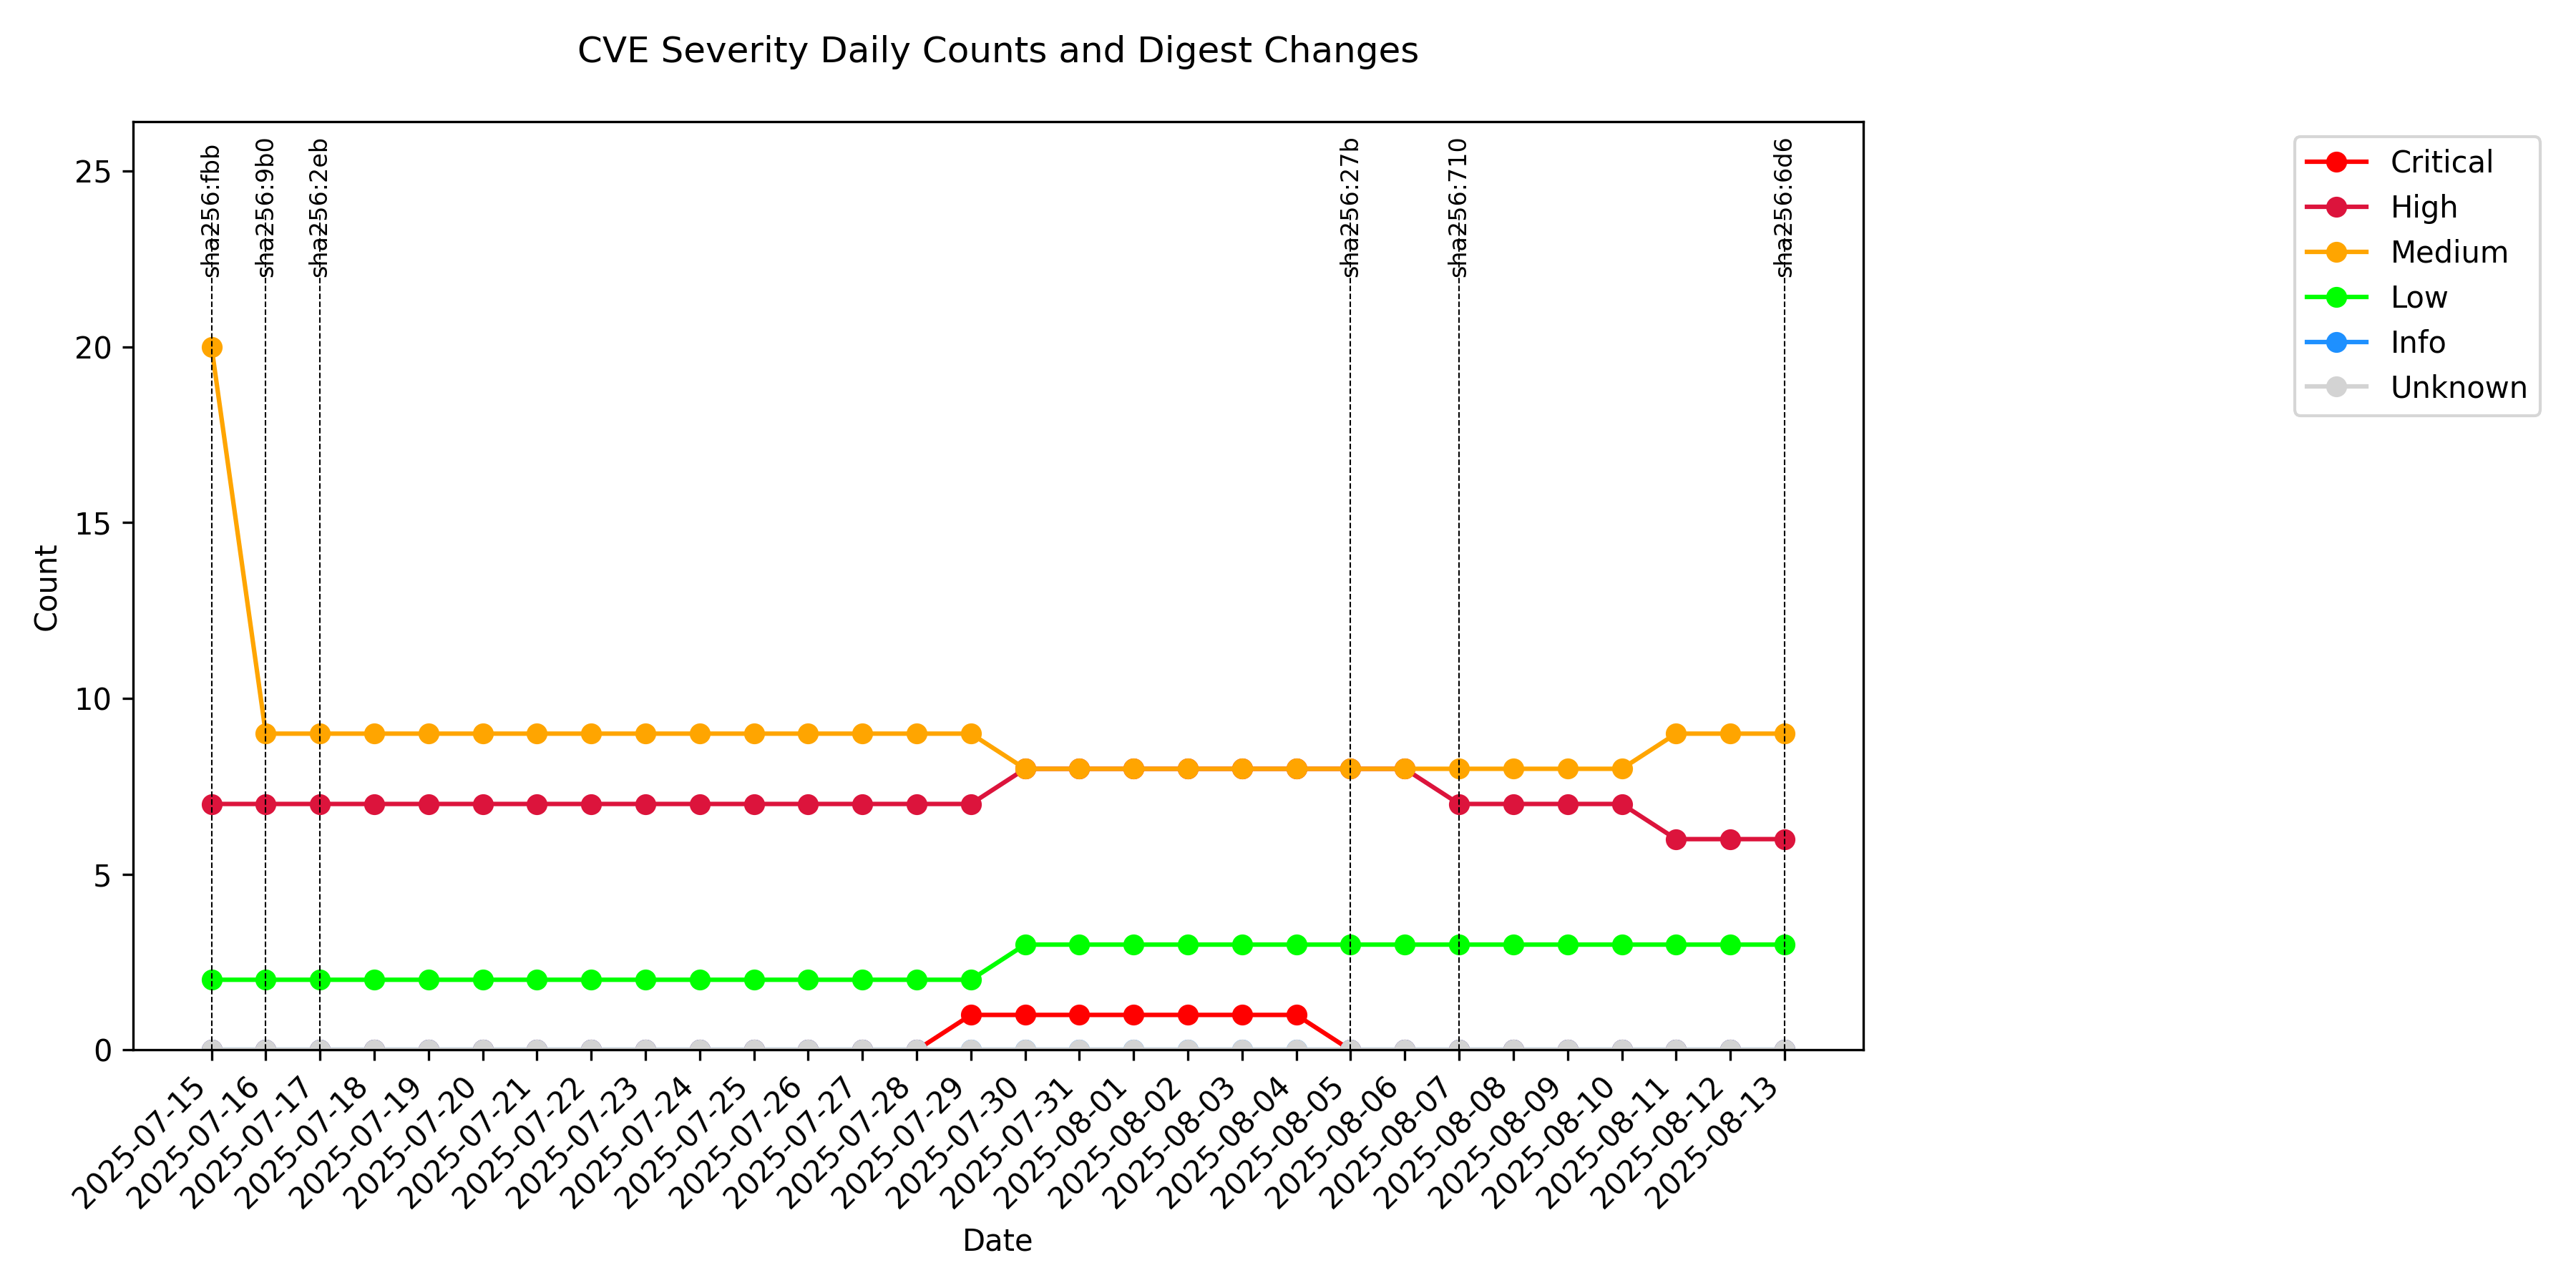 CVE Severity Daily Counts and Digest Changes
sha256:fbb
sha256:9b0
sha256:2eb
sha256:27b
sha256:710
sha256:6d6
Critical
High
Medium
Low
Info
Unknown
Count
25
20
15
10
5
0
2025-07-15
2025-07-16
2025-07-17
2025-07-18
2025-07-19
2025-07-20
2025-07-21
2025-07-22
2025-07-23
2025-07-24
2025-07-25
2025-07-26
2025-07-27
2025-07-28
2025-07-29
2025-07-30
2025-07-31
2025-08-01
2025-08-02
2025-08-03
2025-08-04
2025-08-05
2025-08-06
2025-08-07
2025-08-08
2025-08-09
2025-08-10
2025-08-11
2025-08-12
2025-08-13
Date